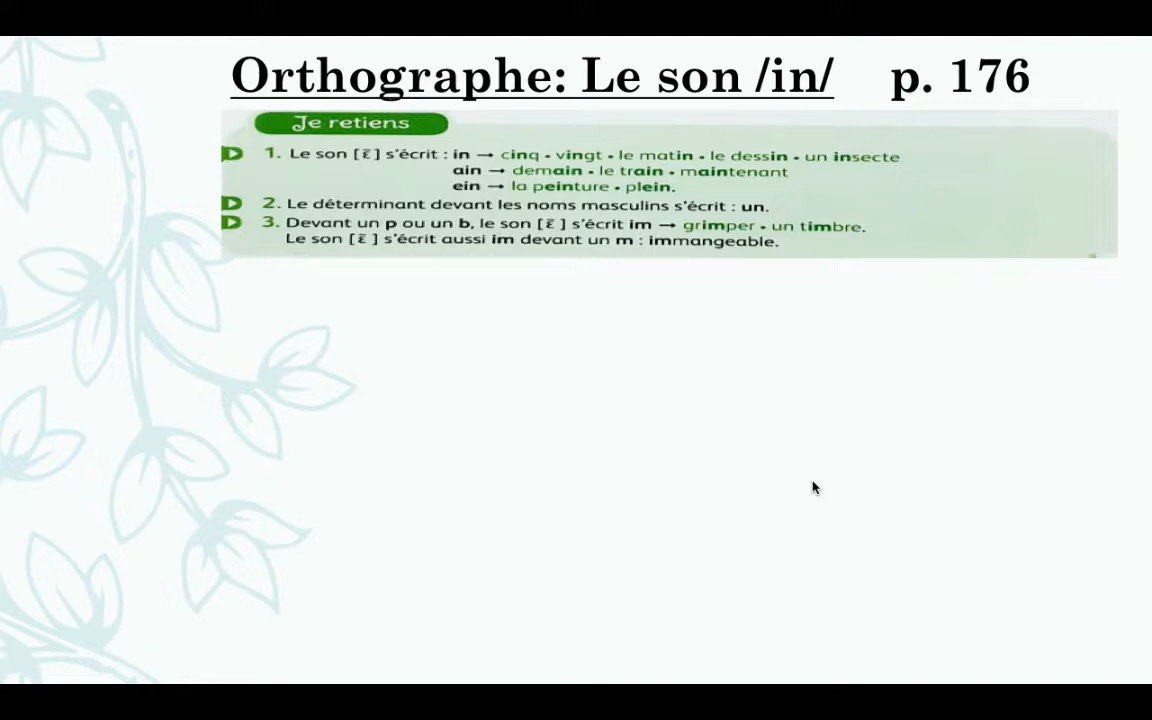 Orthographe: Le son /in/ p. 176
Je retiens
1. Le son [ɛ̃] s'écrit : in → cinq • vingt • le matin • le dessin • un insecte
ain → demain • le train • maintenant
ein → la peinture • plein.
2. Le déterminant devant les noms masculins s'écrit : un.
3. Devant un p ou un b, le son [ɛ̃] s'écrit im → grimper • un timbre.
Le son [ɛ̃] s'écrit aussi im devant un m : immangeable.